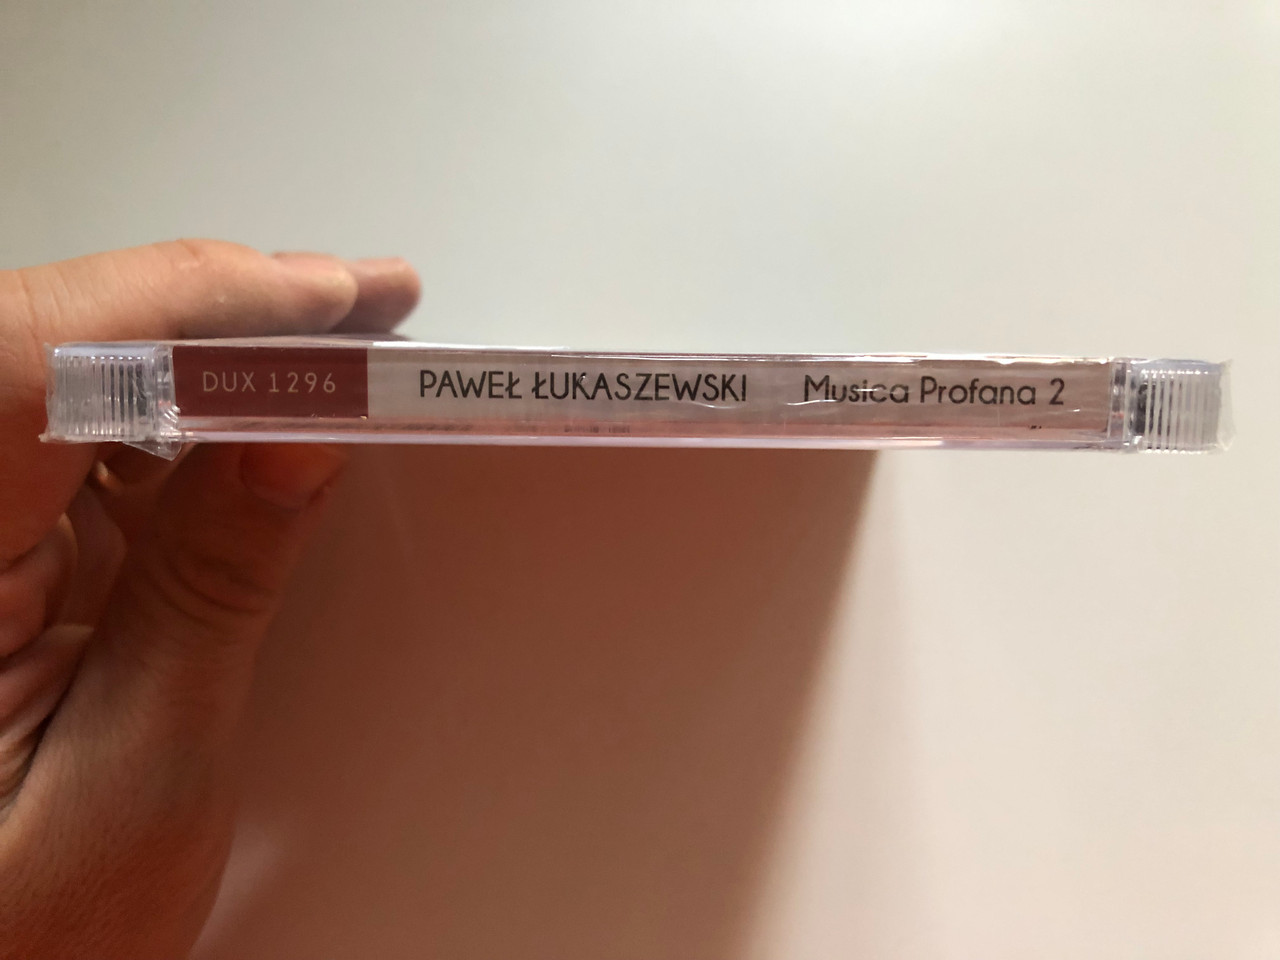 DUX 1296 PAWEŁ ŁUKASZEWSKI Musica Profana 2